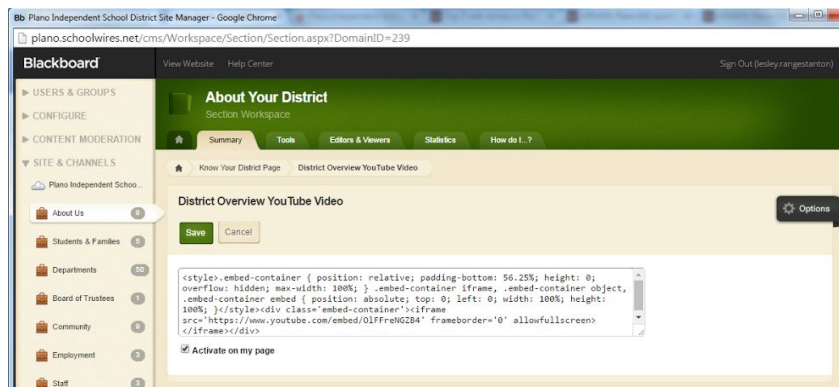 Bb Plano Independent School District Site Manager - Google Chrome
plano.schoolwires.net/cms/Workspace/Section/Section.aspx?DomainID=239
Blackboard
View Website Help Center Sign Out (lesley.rangestanton)
USERS & GROUPS
CONFIGURE
CONTENT MODERATION
SITE & CHANNELS
Plano Independent Schoo...
About Us 8
Students & Families 5
Departments 50
Board of Trustees 1
Community 9
Employment 3
Staff 3
About Your District
Section Workspace
Summary Tools Editors & Viewers Statistics How do I...?
Know Your District Page District Overview YouTube Video
District Overview YouTube Video
Options
Save Cancel
<style>.embed-container { position: relative; padding-bottom: 56.25%; height: 0;
overflow: hidden; max-width: 100%; } .embed-container iframe, .embed-container object,
.embed-container embed { position: absolute; top: 0; left: 0; width: 100%; height:
100%; }</style><div class='embed-container'><iframe
src='https://www.youtube.com/embed/OlFFreNGZB4' frameborder='0' allowfullscreen>
</iframe></div>
Activate on my page